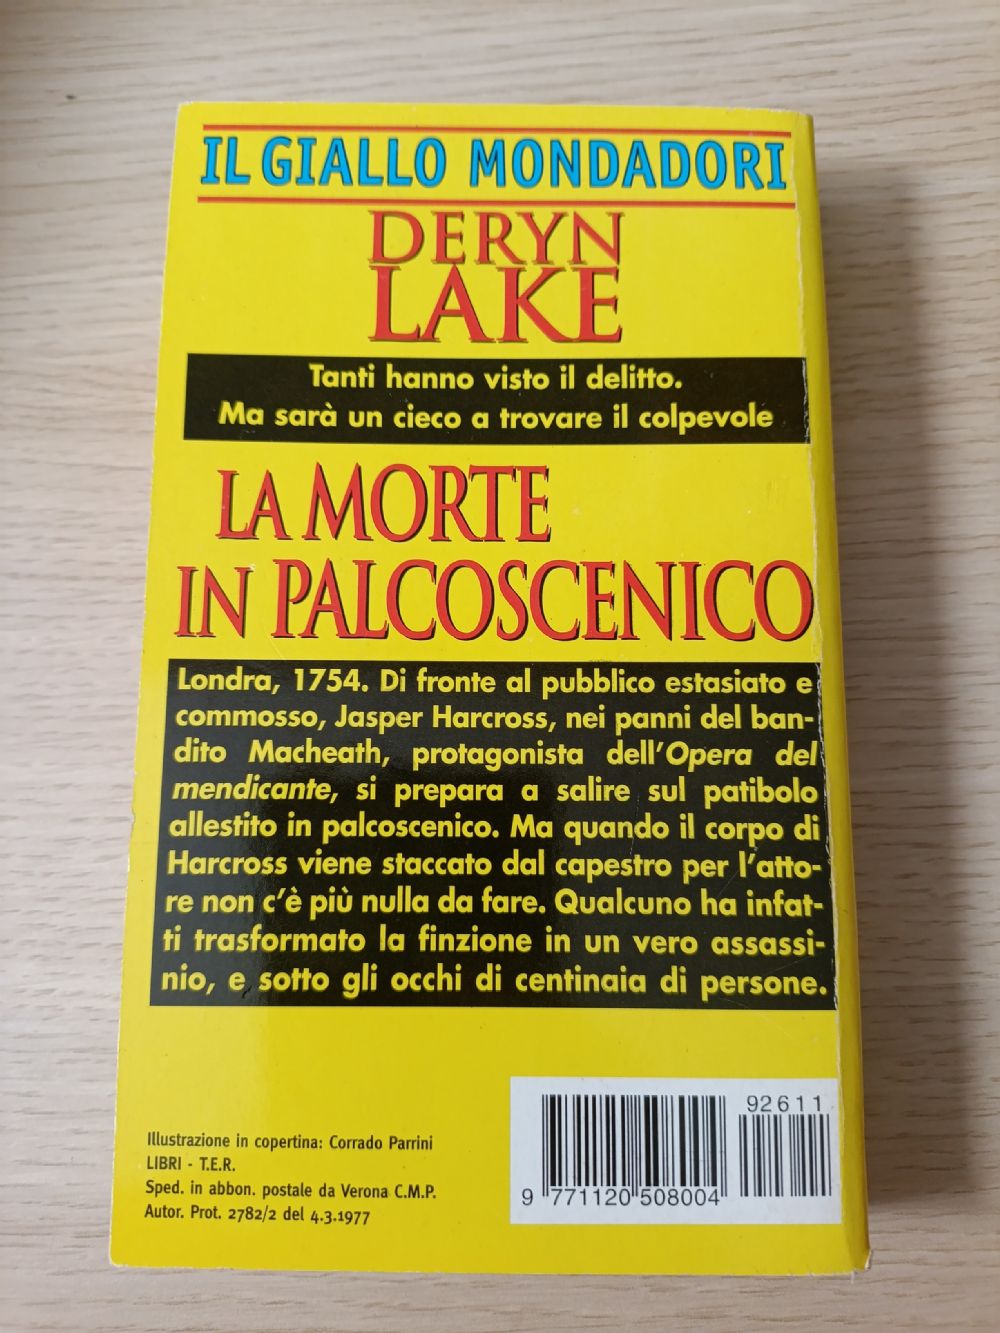 IL GIALLO MONDADORI
DERYN
LAKE
Tanti hanno visto il delitto.
Ma sarà un cieco a trovare il colpevole
LA MORTE
IN PALCOSCENICO
Londra, 1754. Di fronte al pubblico estasiato e
commosso, Jasper Harcross, nei panni del ban-
dito Macheath, protagonista dell'Opera del
mendicante, si prepara a salire sul patibolo
allestito in palcoscenico. Ma quando il corpo di
Harcross viene staccato dal capestro per l'atto-
re non c'è più nulla da fare. Qualcuno ha infat-
ti trasformato la finzione in un vero assassi-
nio, e sotto gli occhi di centinaia di persone.
Illustrazione in copertina: Corrado Parrini
LIBRI - T.E.R.
Sped. in abbon. postale da Verona C.M.P.
Autor. Prot. 2782/2 del 4.3.1977
92611
9 771120 508004